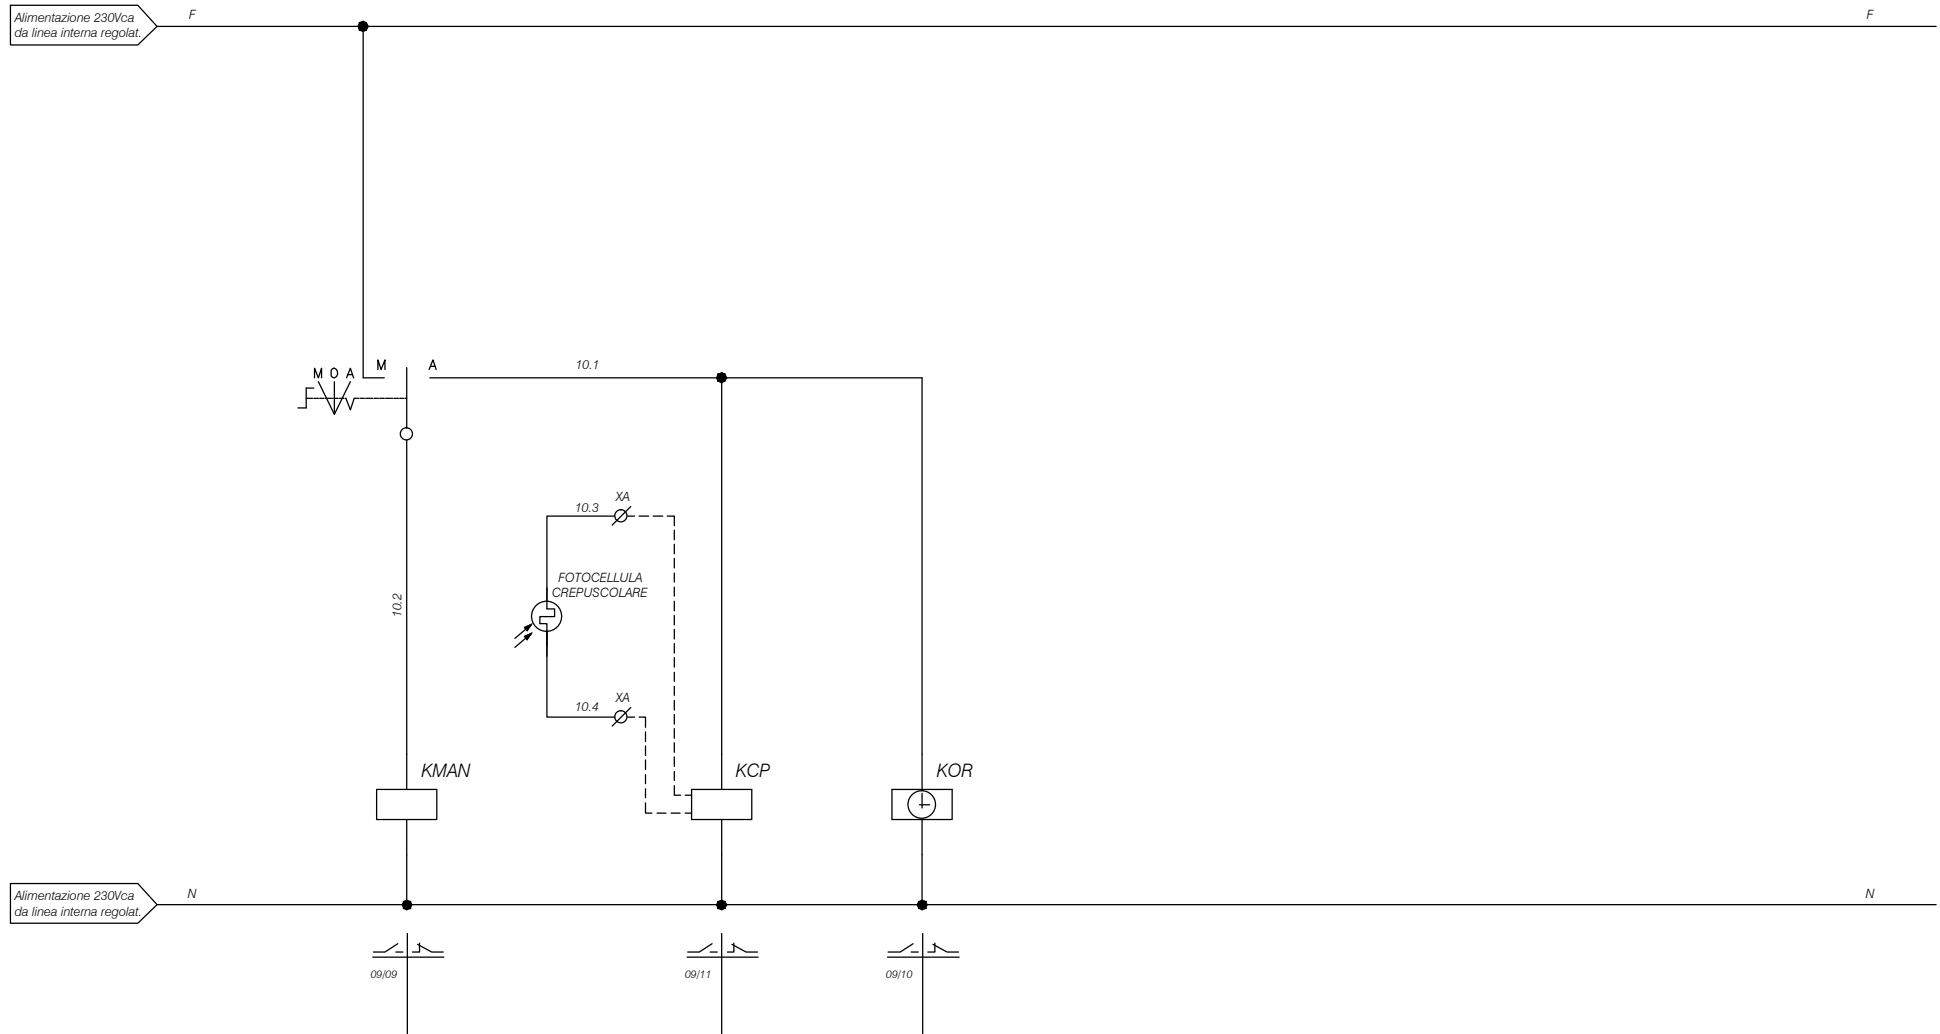 Alimentazione 230Vca
da linea interna regolat.
F
F
M O A
M
A
10.1
XA
10.3
FOTOCELLULA
CREPUSCOLARE
10.2
XA
10.4
KMAN
KCP
KOR
Alimentazione 230Vca
da linea interna regolat.
N
N
09/09
09/11
09/10